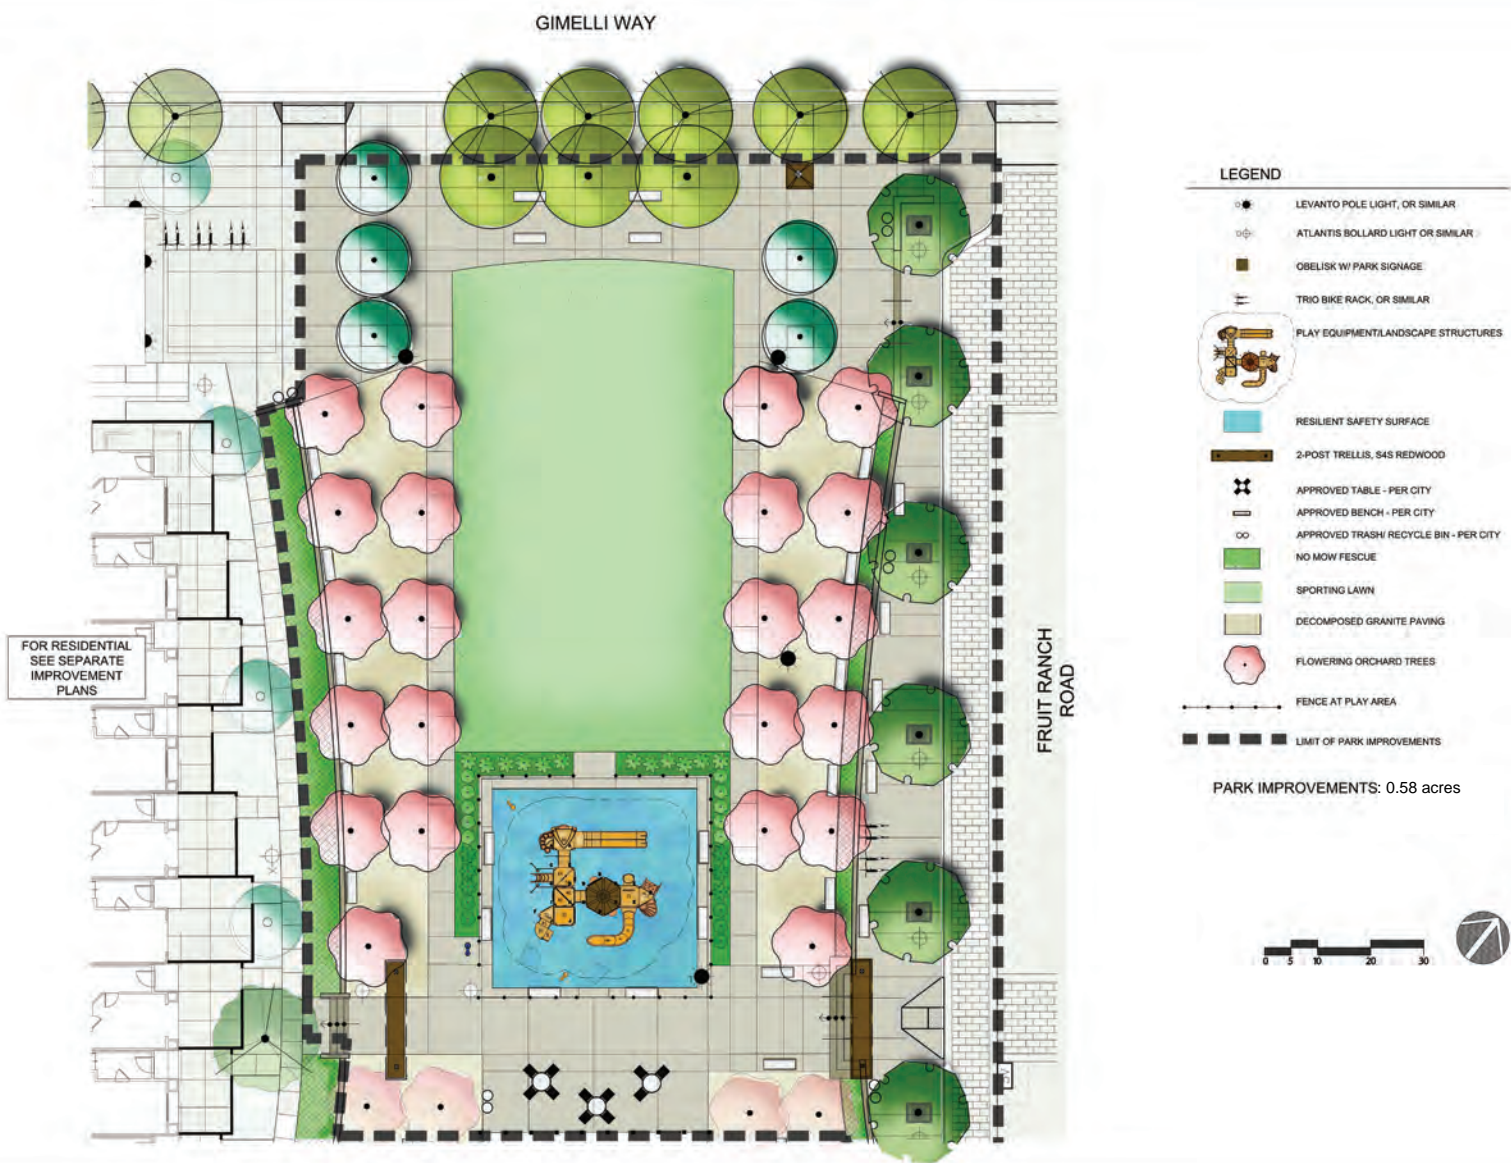 GIMELLI WAY
LEGEND
LEVANTO POLE LIGHT, OR SIMILAR
ATLANTIS BOLLARD LIGHT OR SIMILAR
OBELISK W/ PARK SIGNAGE
TRIO BIKE RACK, OR SIMILAR
PLAY EQUIPMENT/LANDSCAPE STRUCTURES
RESILIENT SAFETY SURFACE
2-POST TRELLIS, S4S REDWOOD
APPROVED TABLE - PER CITY
APPROVED BENCH - PER CITY
APPROVED TRASH/ RECYCLE BIN - PER CITY
NO MOW FESCUE
SPORTING LAWN
DECOMPOSED GRANITE PAVING
FLOWERING ORCHARD TREES
FENCE AT PLAY AREA
LIMIT OF PARK IMPROVEMENTS
PARK IMPROVEMENTS: 0.58 acres
FOR RESIDENTIAL
SEE SEPARATE
IMPROVEMENT
PLANS
FRUIT RANCH
ROAD
0 5 10 20 30